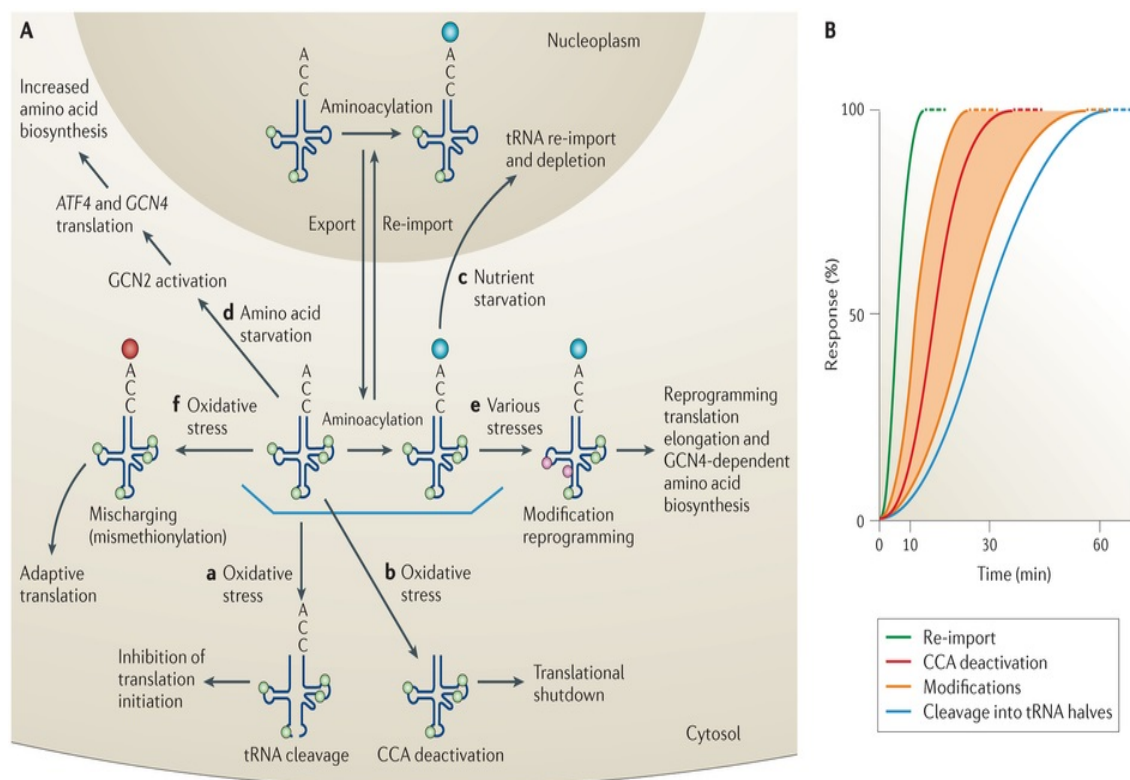 A
Nucleoplasm
A
C
C
A
C
C
Aminoacylation
Increased
amino acid
biosynthesis
tRNA re-import
and depletion
ATF4 and GCN4
translation
Export
Re-import
GCN2 activation
c Nutrient
starvation
d Amino acid
starvation
A
C
C
A
C
C
A
C
C
A
C
C
f Oxidative
stress
Aminoacylation
e Various
stresses
Reprogramming
translation
elongation and
GCN4-dependent
amino acid
biosynthesis
Mischarging
(mismethionylation)
Modification
reprogramming
Adaptive
translation
a Oxidative
stress
b Oxidative
stress
A
C
C
Inhibition of
translation
initiation
Translational
shutdown
tRNA cleavage
CCA deactivation
Cytosol
B
100
50
0
Response (%)
0
10
30
60
Time (min)
Re-import
CCA deactivation
Modifications
Cleavage into tRNA halves